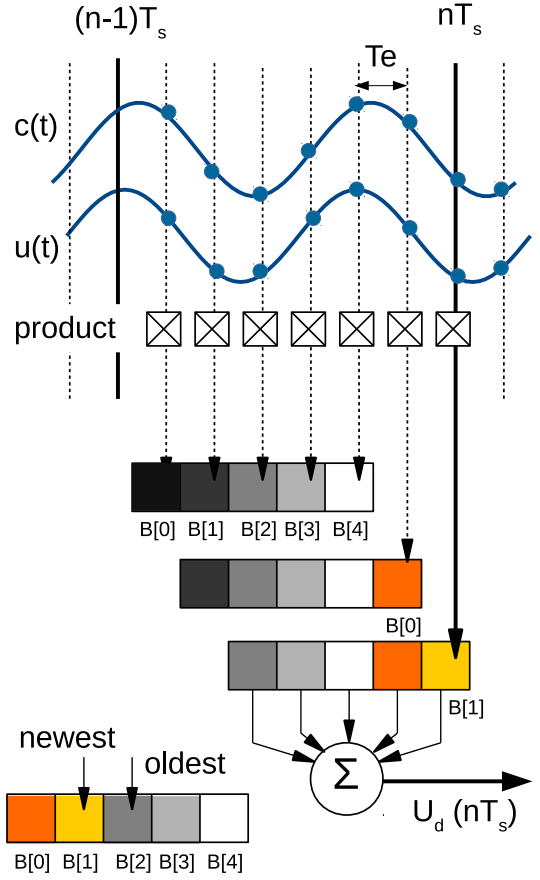 (n-1)Ts nTs
Te
c(t)
u(t)
product
B[0] B[1] B[2] B[3] B[4]
B[0]
B[1]
newest
oldest
Σ
Ud (nTs)
B[0] B[1] B[2] B[3] B[4]